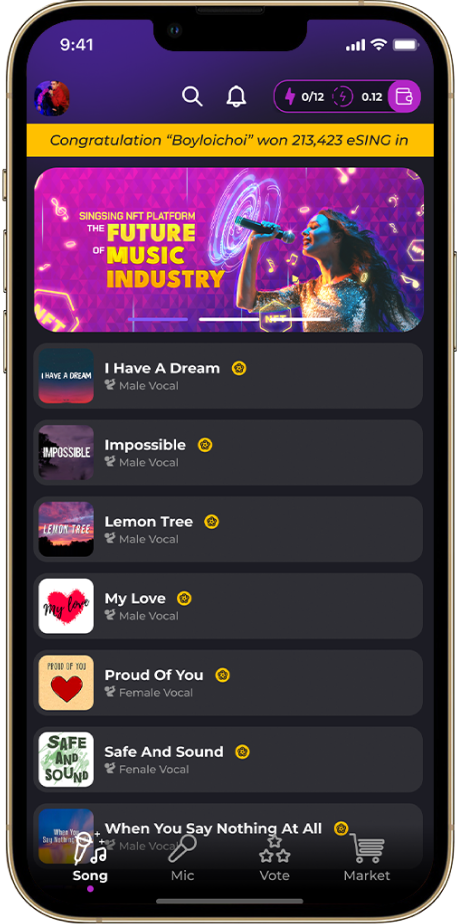 9:41
0/12
0.12
Congratulation “Boyloichoi” won 213,423 eSING in
SINGSING NFT PLATFORM
THE FUTURE
OF MUSIC
INDUSTRY
NFT
NFT
I HAVE A DREAM
I Have A Dream
Male Vocal
IMPOSSIBLE
Impossible
Male Vocal
LEMON TREE
Lemon Tree
Male Vocal
My love
My Love
Male Vocal
PROUD OF YOU
Proud Of You
Female Vocal
SAFE
AND
SOUND
Safe And Sound
Fenale Vocal
When You
Say Nothing At All
When You Say Nothing At All
Male Vocal
Song
Mic
Vote
Market